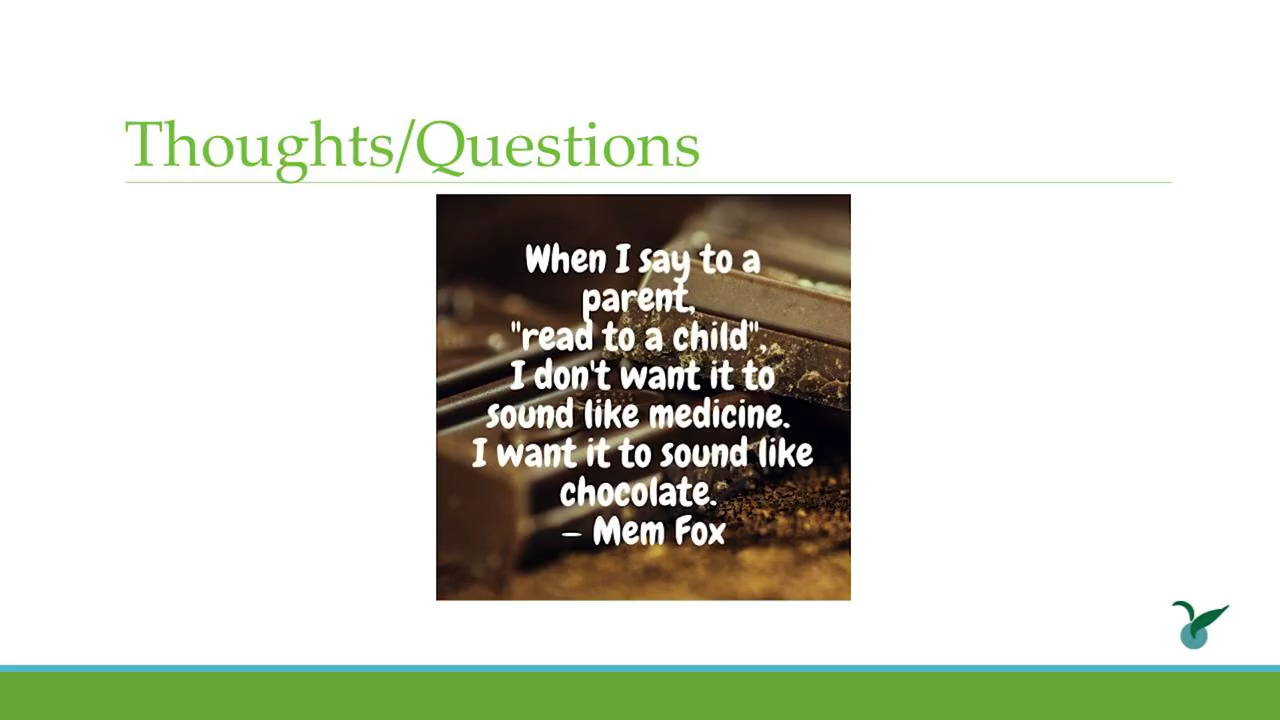 Thoughts/Questions
When I say to a
parent,
"read to a child",
I don't want it to
sound like medicine.
I want it to sound like
chocolate.
– Mem Fox